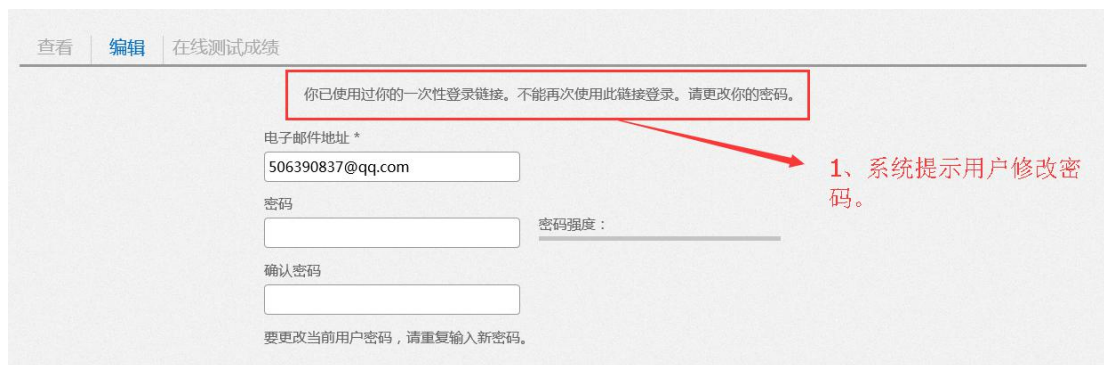 查看 编辑 在线测试成绩
你已使用过你的一次性登录链接。不能再次使用此链接登录。请更改你的密码。
电子邮件地址 *
506390837@qq.com
1、系统提示用户修改密
码。
密码
密码强度：
确认密码
要更改当前用户密码，请重复输入新密码。